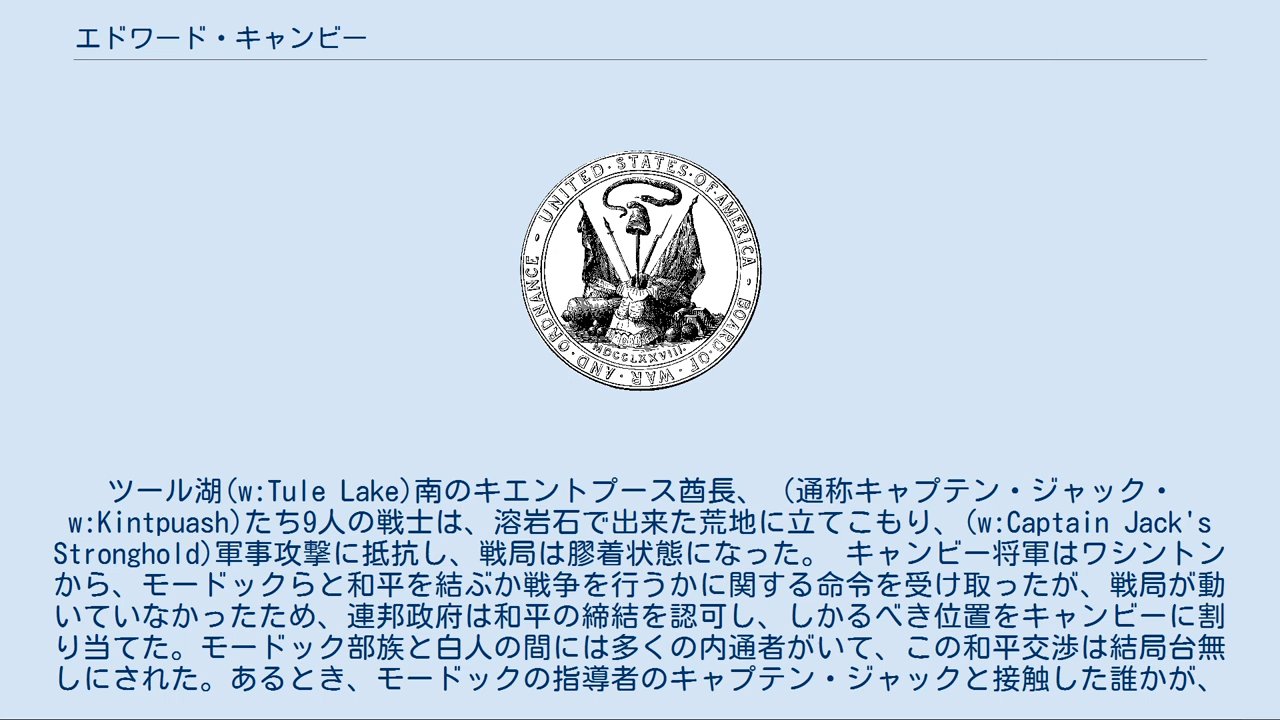 エドワード・キャンビー
UNITED·STATES·OF·AMERICA · BOARD·OF·WAR·AND·ORDNANCE ·
MDCCLXXVIII.
ツール湖(w:Tule Lake)南のキエントプース酋長、 (通称キャプテン・ジャック・
w:Kintpuash)たち9人の戦士は、溶岩石で出来た荒地に立てこもり、(w:Captain Jack's
Stronghold)軍事攻撃に抵抗し、戦局は膠着状態になった。 キャンビー将軍はワシントン
から、モードックらと和平を結ぶか戦争を行うかに関する命令を受け取ったが、戦局が動
いていなかったため、連邦政府は和平の締結を認可し、しかるべき位置をキャンビーに割
り当てた。モードック部族と白人の間には多くの内通者がいて、この和平交渉は結局台無
しにされた。あるとき、モードックの指導者のキャプテン・ジャックと接触した誰かが、